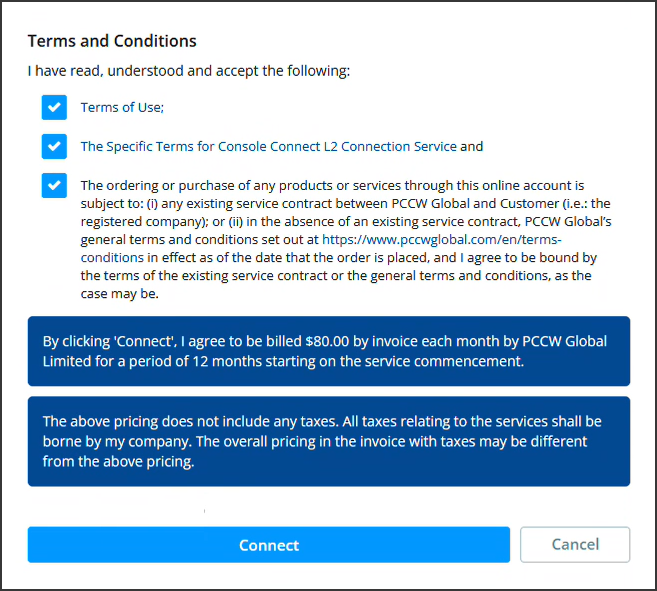 Terms and Conditions
I have read, understood and accept the following:
Terms of Use;
The Specific Terms for Console Connect L2 Connection Service and
The ordering or purchase of any products or services through this online account is
subject to: (i) any existing service contract between PCCW Global and Customer (i.e.: the
registered company); or (ii) in the absence of an existing service contract, PCCW Global's
general terms and conditions set out at https://www.pccwglobal.com/en/terms-
conditions in effect as of the date that the order is placed, and I agree to be bound by
the terms of the existing service contract or the general terms and conditions, as the
case may be.
By clicking 'Connect', I agree to be billed $80.00 by invoice each month by PCCW Global
Limited for a period of 12 months starting on the service commencement.
The above pricing does not include any taxes. All taxes relating to the services shall be
borne by my company. The overall pricing in the invoice with taxes may be different
from the above pricing.
Connect
Cancel